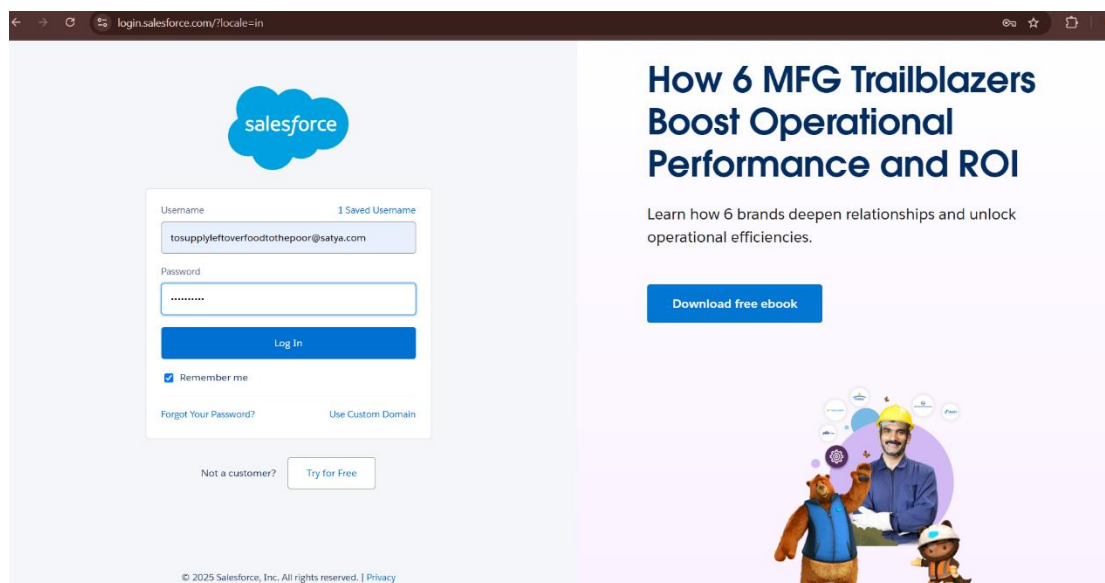 login.salesforce.com/?locale=in
salesforce
Username 1 Saved Username
tosupplyleftoverfoodtothepoor@satya.com
Password
••••••••••
Log In
Remember me
Forgot Your Password? Use Custom Domain
Not a customer? Try for Free
© 2025 Salesforce, Inc. All rights reserved. | Privacy
How 6 MFG Trailblazers
Boost Operational
Performance and ROI
Learn how 6 brands deepen relationships and unlock
operational efficiencies.
Download free ebook